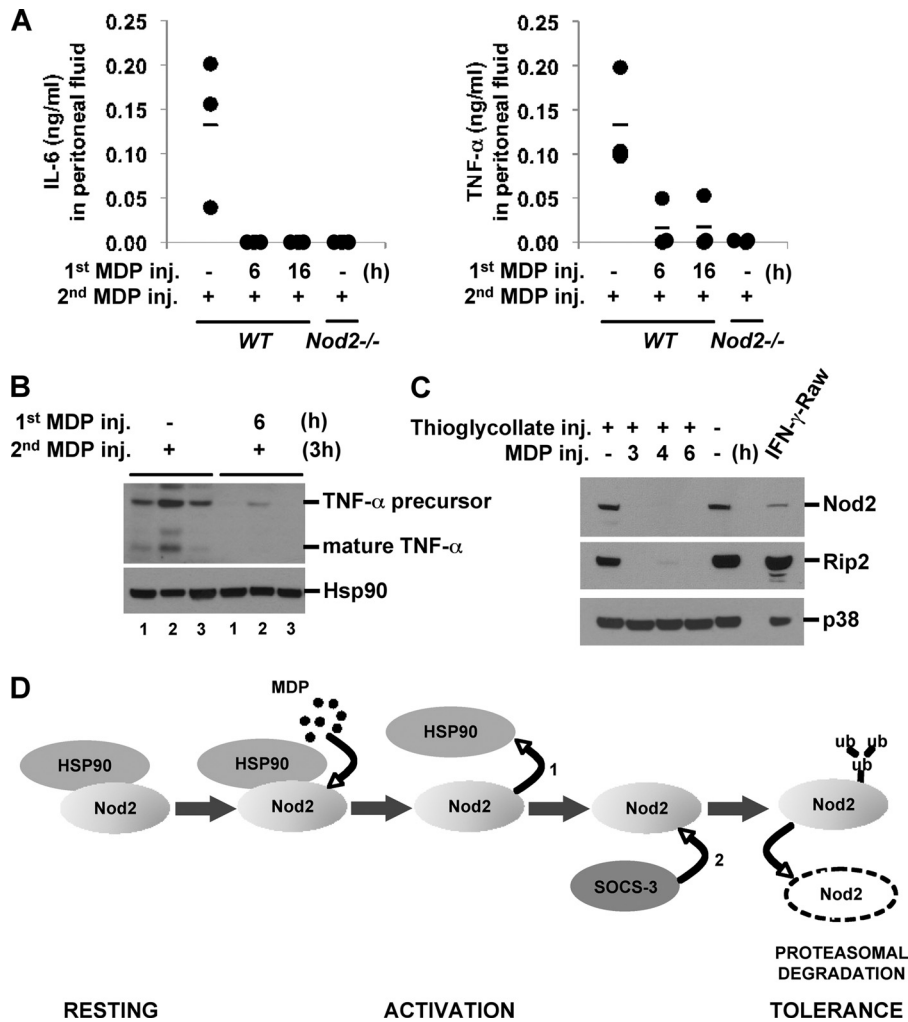 A
IL-6 (ng/ml)
in peritoneal fluid
0.25
0.20
0.15
0.10
0.05
0.00
1st MDP inj. - 6 16 - (h)
2nd MDP inj. + + + +
WT Nod2-/-
TNF-α (ng/ml)
in peritoneal fluid
0.25
0.20
0.15
0.10
0.05
0.00
1st MDP inj. - 6 16 - (h)
2nd MDP inj. + + + +
WT Nod2-/-
B
1st MDP inj. - 6 (h)
2nd MDP inj. + + (3h)
TNF-α precursor
mature TNF-α
Hsp90
1 2 3 1 2 3
C
Thioglycollate inj. + + + + -
MDP inj. - 3 4 6 - (h)
IFN-γ-Raw
Nod2
Rip2
p38
D
HSP90
Nod2
MDP
HSP90
Nod2
HSP90
1
Nod2
Nod2
2
SOCS-3
ub ub
ub
Nod2
Nod2
PROTEASOMAL
DEGRADATION
RESTING ACTIVATION TOLERANCE